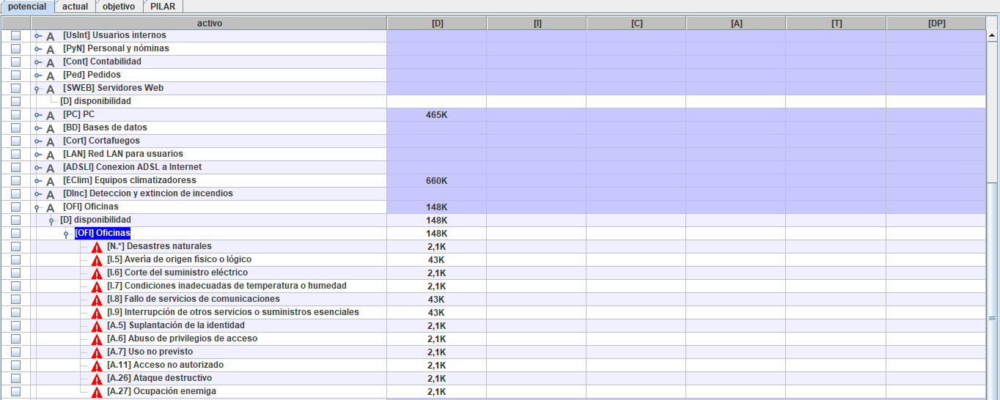 potencial actual objetivo PILAR
activo [D] [I] [C] [A] [T] [DP]
[UsInt] Usuarios internos
[PyN] Personal y nóminas
[Cont] Contabilidad
[Ped] Pedidos
[SWEB] Servidores Web
[D] disponibilidad
[PC] PC 465K
[BD] Bases de datos
[Cort] Cortafuegos
[LAN] Red LAN para usuarios
[ADSLI] Conexion ADSL a Internet
[EClim] Equipos climatizadoress 660K
[DInc] Deteccion y extincion de incendios
[OFI] Oficinas 148K
[D] disponibilidad 148K
[OFI] Oficinas 148K
[N.*] Desastres naturales 2,1K
[I.5] Avería de origen físico o lógico 43K
[I.6] Corte del suministro eléctrico 2,1K
[I.7] Condiciones inadecuadas de temperatura o humedad 2,1K
[I.8] Fallo de servicios de comunicaciones 43K
[I.9] Interrupción de otros servicios o suministros esenciales 43K
[A.5] Suplantación de la identidad 2,1K
[A.6] Abuso de privilegios de acceso 2,1K
[A.7] Uso no previsto 2,1K
[A.11] Acceso no autorizado 2,1K
[A.26] Ataque destructivo 2,1K
[A.27] Ocupación enemiga 2,1K